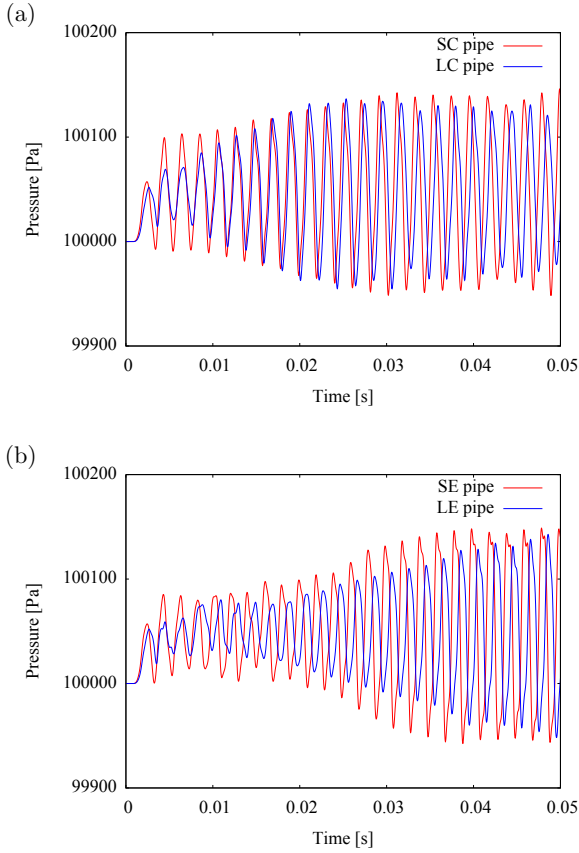 (a)
100200
SC pipe
LC pipe
100100
Pressure [Pa]
100000
99900
0 0.01 0.02 0.03 0.04 0.05
Time [s]
(b)
100200
SE pipe
LE pipe
100100
Pressure [Pa]
100000
99900
0 0.01 0.02 0.03 0.04 0.05
Time [s]